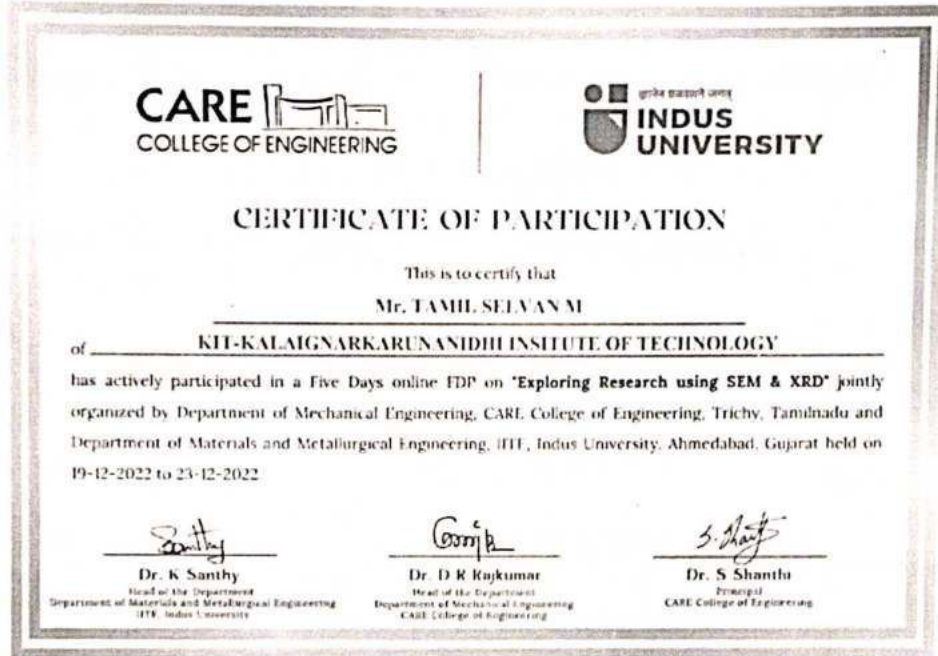 CARE
COLLEGE OF ENGINEERING
INDUS
UNIVERSITY
CERTIFICATE OF PARTICIPATION
This is to certify that
Mr. TAMIL SELVAN M
of KIT-KALAIGNARKARUNANIDHI INSITUTE OF TECHNOLOGY
has actively participated in a Five Days online FDP on "Exploring Research using SEM & XRD" jointly
organized by Department of Mechanical Engineering, CARE College of Engineering, Trichy, Tamilnadu and
Department of Materials and Metallurgical Engineering, IITE, Indus University, Ahmedabad, Gujarat held on
19-12-2022 to 23-12-2022
Santhy
S. Shanthi
Dr. K Santhy
Head of the Department
Department of Materials and Metallurgical Engineering
IITE, Indus University
Dr. D R Rajkumar
Head of the Department
Department of Mechanical Engineering
CARE College of Engineering
Dr. S Shanthi
Principal
CARE College of Engineering